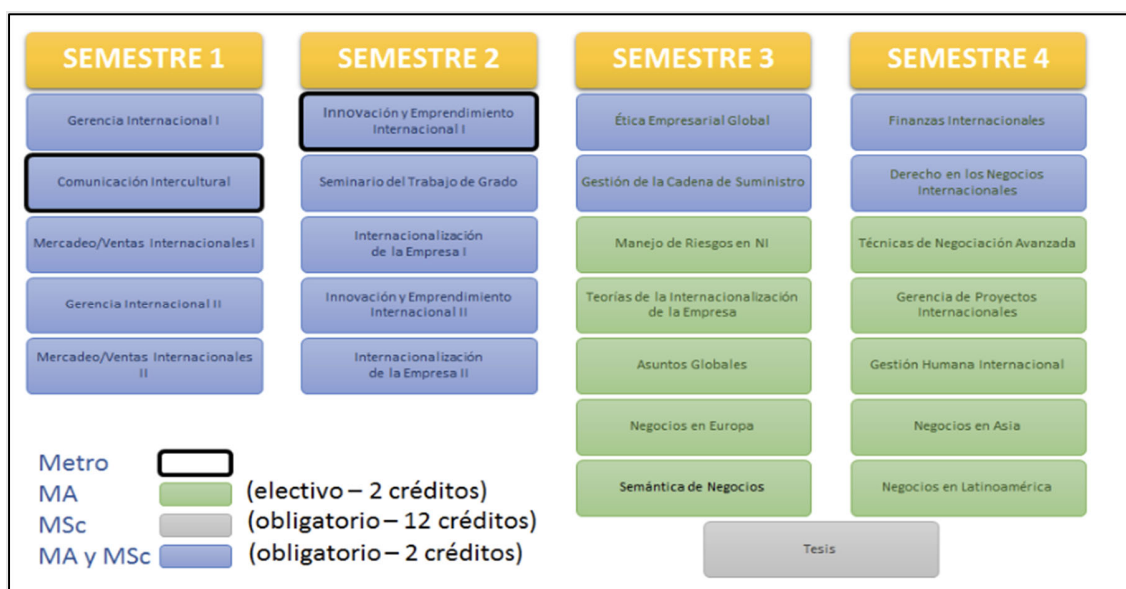 SEMESTRE 1
Gerencia Internacional I
Comunicación Intercultural
Mercadeo/Ventas Internacionales I
Gerencia Internacional II
Mercadeo/Ventas Internacionales
II
SEMESTRE 2
Innovación y Emprendimiento
Internacional I
Seminario del Trabajo de Grado
Internacionalización
de la Empresa I
Innovación y Emprendimiento
Internacional II
Internacionalización
de la Empresa II
SEMESTRE 3
Ética Empresarial Global
Gestión de la Cadena de Suministro
Manejo de Riesgos en NI
Teorías de la Internacionalización
de la Empresa
Asuntos Globales
Negocios en Europa
Semántica de Negocios
SEMESTRE 4
Finanzas Internacionales
Derecho en los Negocios
Internacionales
Técnicas de Negociación Avanzada
Gerencia de Proyectos
Internacionales
Gestión Humana Internacional
Negocios en Asia
Negocios en Latinoamérica
Tesis
Metro
MA (electivo – 2 créditos)
MSc (obligatorio – 12 créditos)
MA y MSc (obligatorio – 2 créditos)